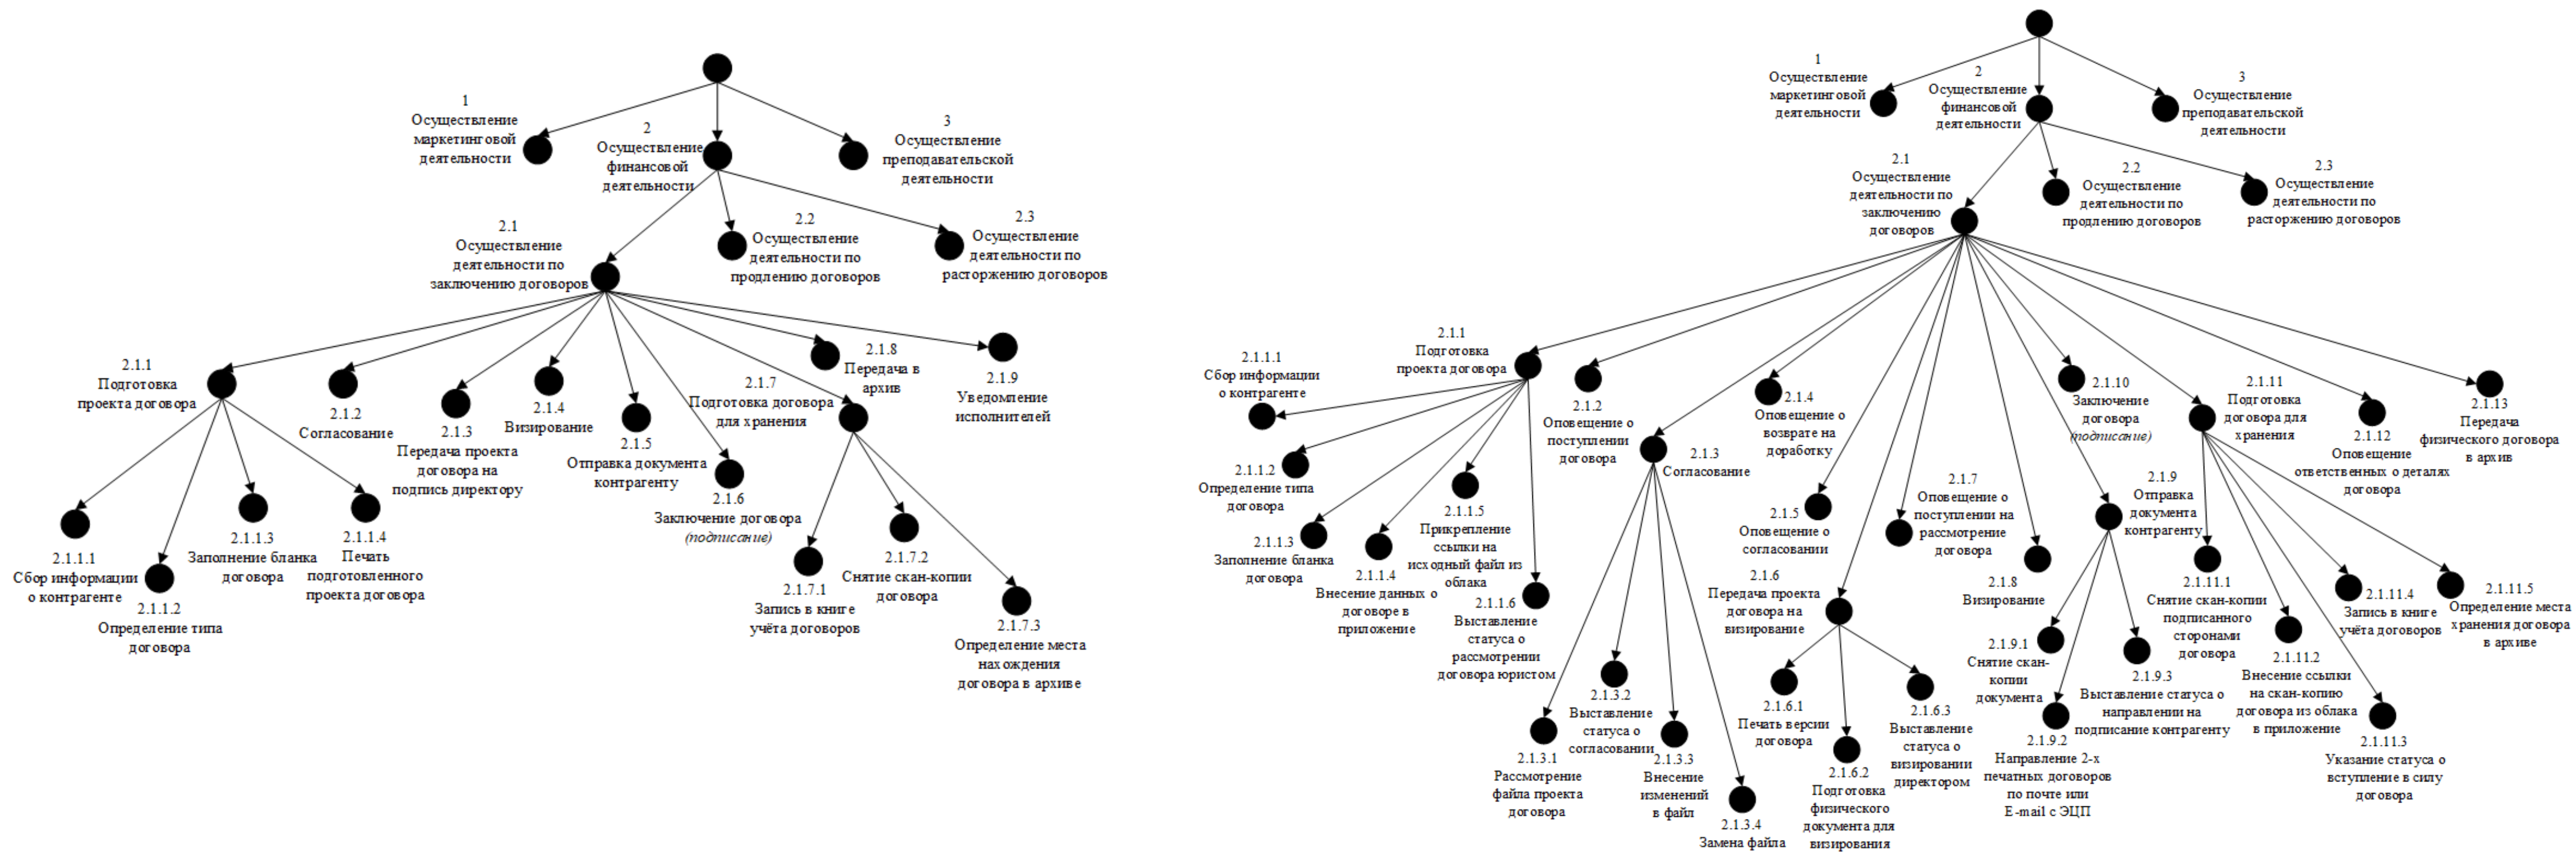 1
Осуществление
маркетинговой
деятельности
2
Осуществление
финансовой
деятельности
3
Осуществление
преподавательской
деятельности
2.1
Осуществление
деятельности по
заключению договоров
2.2
Осуществление
деятельности по
продлению договоров
2.3
Осуществление
деятельности по
расторжению договоров
2.1.1
Подготовка
проекта договора
2.1.2
Согласование
2.1.3
Передача проекта
договора на
подпись директору
2.1.4
Визирование
2.1.5
Отправка документа
контрагенту
2.1.6
Заключение договора
(подписание)
2.1.7
Подготовка договора
для хранения
2.1.8
Передача в
архив
2.1.9
Уведомление
исполнителей
2.1.1.1
Сбор информации
о контрагенте
2.1.1.2
Определение типа
договора
2.1.1.3
Заполнение бланка
договора
2.1.1.4
Печать
подготовленного
проекта договора
2.1.7.1
Запись в книге
учёта договоров
2.1.7.2
Снятие скан-копии
договора
2.1.7.3
Определение места
нахождения
договора в архиве
1
Осуществление
маркетинговой
деятельности
2
Осуществление
финансовой
деятельности
3
Осуществление
преподавательской
деятельности
2.1
Осуществление
деятельности по
заключению
договоров
2.2
Осуществление
деятельности по
продлению договоров
2.3
Осуществление
деятельности по
расторжению договоров
2.1.1
Подготовка
проекта договора
2.1.1.1
Сбор информации
о контрагенте
2.1.1.2
Определение типа
договора
2.1.1.3
Заполнение бланка
договора
2.1.1.4
Внесение данных о
договоре в
приложение
2.1.1.5
Прикрепление
ссылки на
исходный файл из
облака
2.1.1.6
Выставление
статуса о
рассмотрении
договора юристом
2.1.2
Оповещение о
поступлении
договора
2.1.3
Согласование
2.1.3.1
Рассмотрение
файла проекта
договора
2.1.3.2
Выставление
статуса о
согласовании
2.1.3.3
Внесение
изменений
в файл
2.1.3.4
Замена файла
2.1.4
Оповещение о
возврате на
доработку
2.1.5
Оповещение о
согласовании
2.1.6
Передача проекта
договора на
визирование
2.1.6.1
Печать версии
договора
2.1.6.2
Подготовка
физического
документа для
визирования
2.1.6.3
Выставление
статуса о
визировании
директором
2.1.7
Оповещение о
поступлении на
рассмотрение
договора
2.1.8
Визирование
2.1.9
Отправка
документа
контрагенту
2.1.9.1
Снятие скан-
копии
документа
2.1.9.2
Направление 2-х
печатных договоров
по почте или
E-mail с ЭЦП
2.1.9.3
Выставление статуса о
направлении на
подписание контрагенту
2.1.10
Заключение
договора
(подписание)
2.1.11
Подготовка
договора для
хранения
2.1.11.1
Снятие скан-копии
подписанного
сторонами
договора
2.1.11.2
Внесение ссылки
на скан-копию
договора из облака
в приложение
2.1.11.3
Указание статуса о
вступление в силу
договора
2.1.11.4
Запись в книге
учёта договоров
2.1.11.5
Определение места
хранения договора
в архиве
2.1.12
Оповещение
ответственных о деталях
договора
2.1.13
Передача
физического договора
в архив